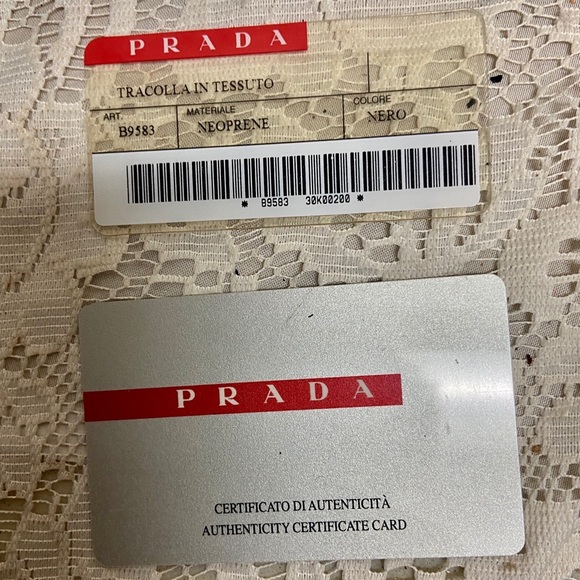 PRADA
TRACOLLA IN TESSUTO
ART. MATERIALE COLORE
B9583 NEOPRENE NERO
* B9583 30K00200 *
PRADA
CERTIFICATO DI AUTENTICITÀ
AUTHENTICITY CERTIFICATE CARD